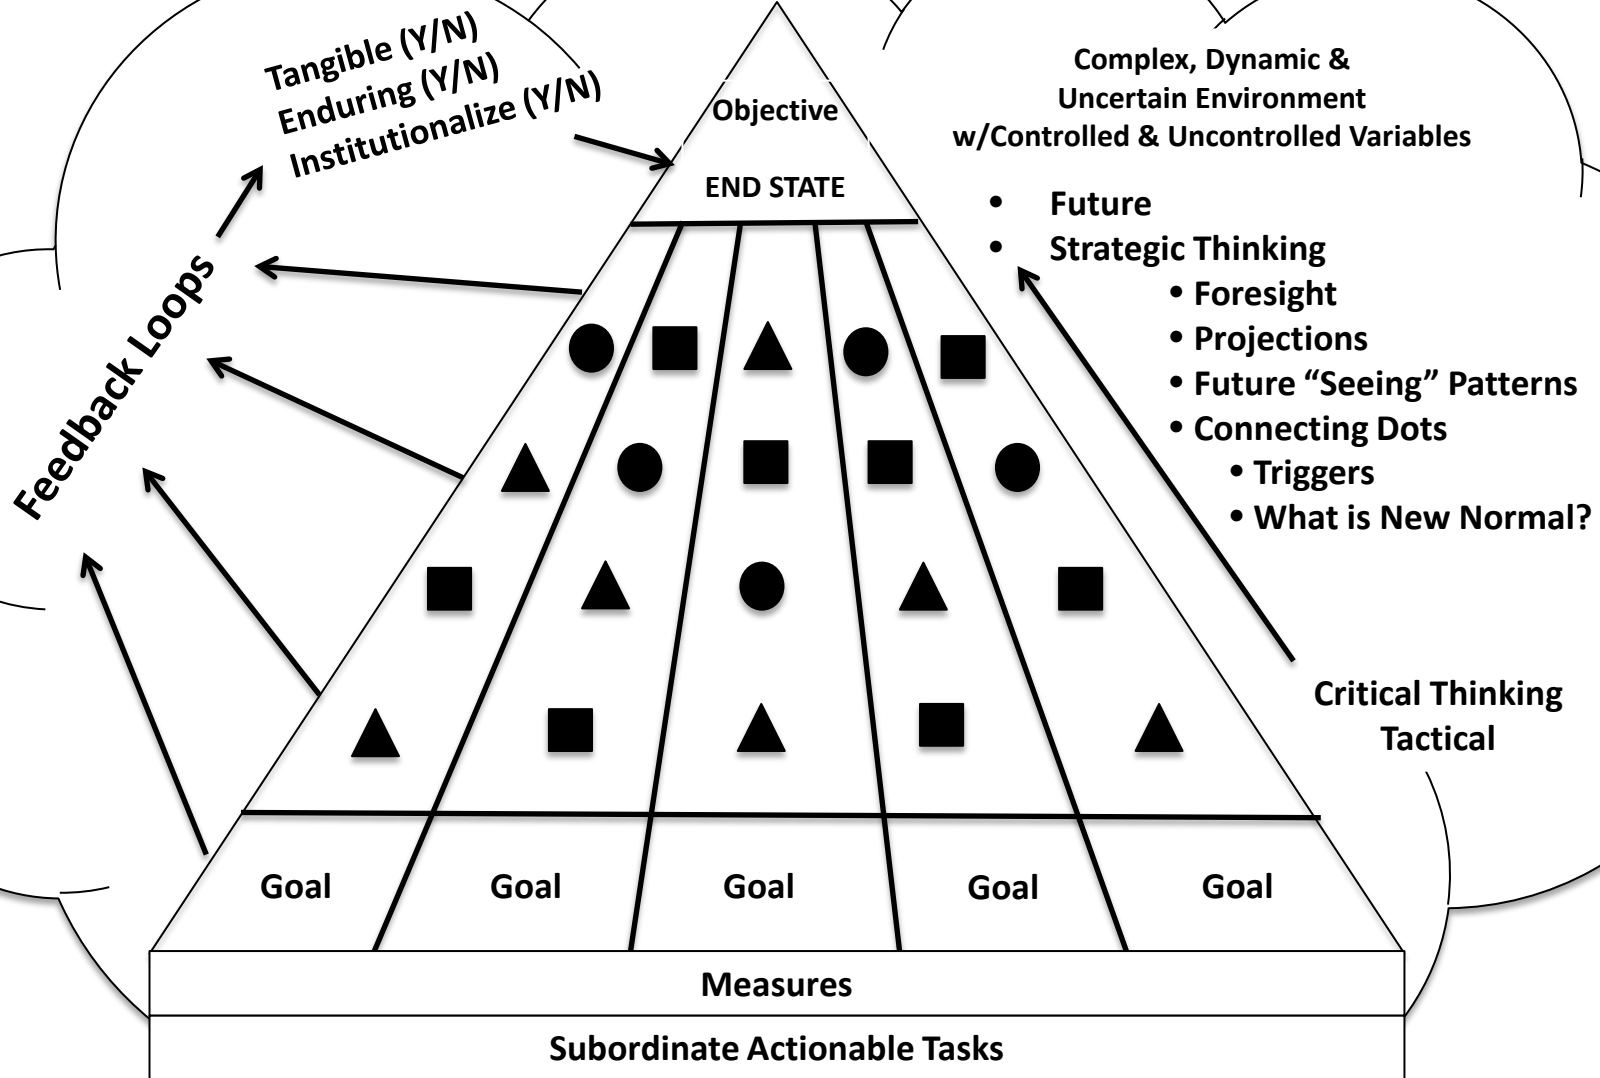 Tangible (Y/N)
Enduring (Y/N)
Institutionalize (Y/N)
Feedback Loops
Objective
END STATE
Complex, Dynamic &
Uncertain Environment
w/Controlled & Uncontrolled Variables
• Future
• Strategic Thinking
• Foresight
• Projections
• Future “Seeing” Patterns
• Connecting Dots
• Triggers
• What is New Normal?
Critical Thinking
Tactical
Goal Goal Goal Goal Goal
Measures
Subordinate Actionable Tasks